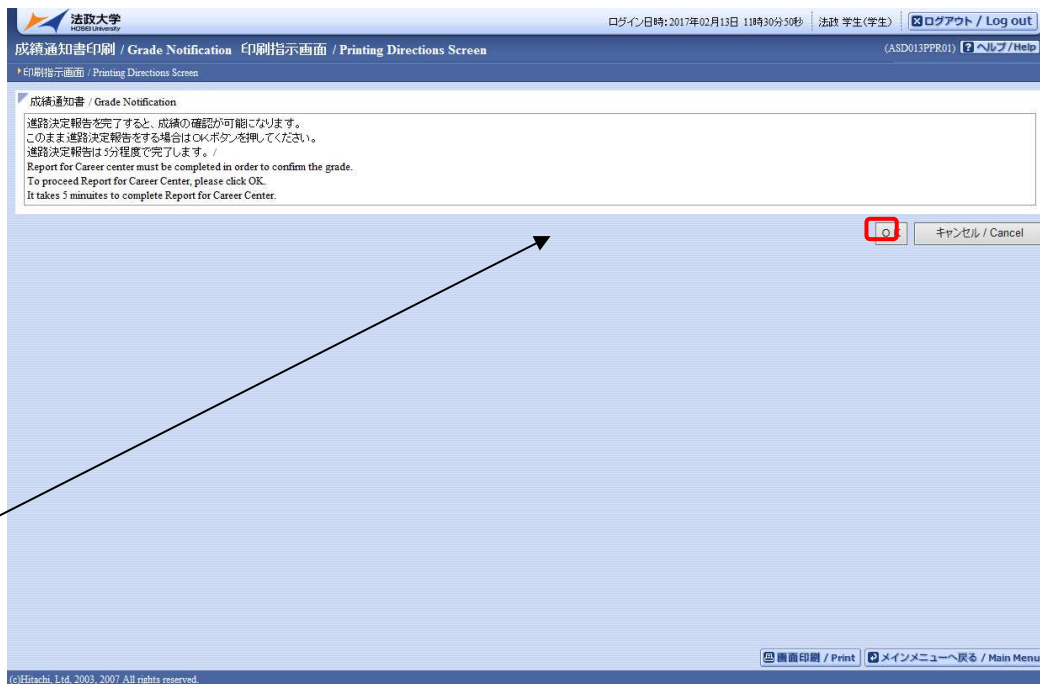 法政大学
HOSEI University
ログイン日時:2017年02月13日 11時30分50秒 法政 学生(学生) ログアウト / Log out
成績通知書印刷 / Grade Notification 印刷指示画面 / Printing Directions Screen (ASD013PPR01) ? ヘルプ/Help
印刷指示画面 / Printing Directions Screen
成績通知書 / Grade Notification
進路決定報告を完了すると、成績の確認が可能になります。
このまま進路決定報告をする場合はOKボタンを押してください。
進路決定報告は5分程度で完了します。/
Report for Career center must be completed in order to confirm the grade.
To proceed Report for Career Center, please click OK.
It takes 5 minuites to complete Report for Career Center.
OK キャンセル / Cancel
画面印刷 / Print メインメニューへ戻る / Main Menu
(c)Hitachi, Ltd. 2003, 2007 All rights reserved.